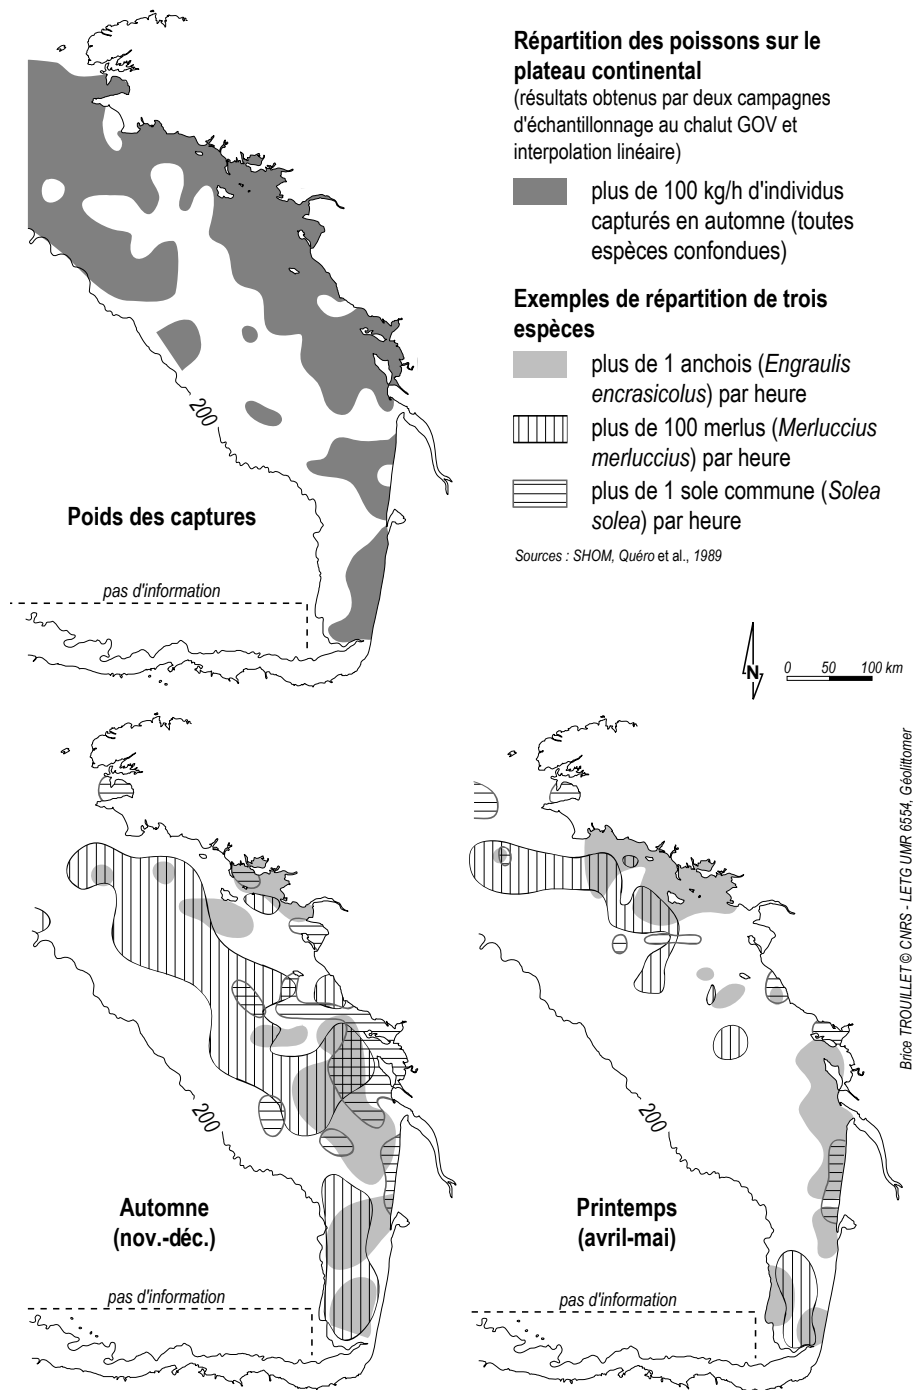 Répartition des poissons sur le
plateau continental
(résultats obtenus par deux campagnes
d'échantillonnage au chalut GOV et
interpolation linéaire)
plus de 100 kg/h d'individus
capturés en automne (toutes
espèces confondues)
Exemples de répartition de trois
espèces
plus de 1 anchois (Engraulis
encrasicolus) par heure
plus de 100 merlus (Merluccius
merluccius) par heure
plus de 1 sole commune (Solea
solea) par heure
Sources : SHOM, Quéro et al., 1989
200
Poids des captures
pas d'information
N
0 50 100 km
Brice TROUILLET © CNRS - LETG UMR 6554, Géolittomer
200
Automne
(nov.-déc.)
pas d'information
200
Printemps
(avril-mai)
pas d'information